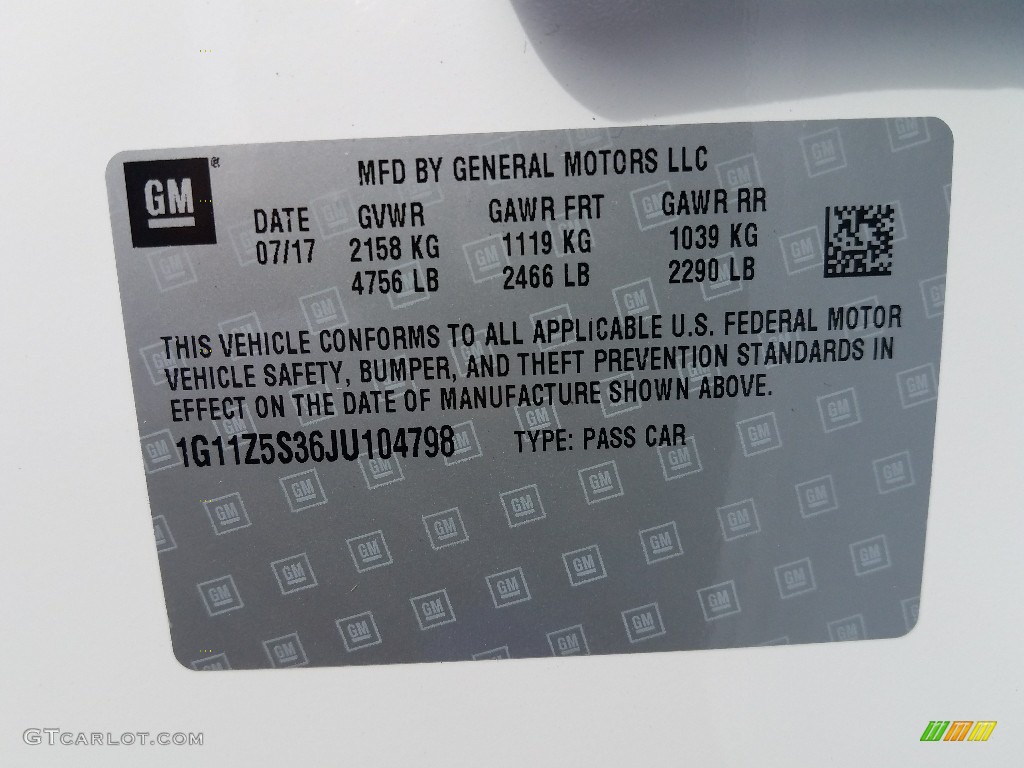 GM ®
MFD BY GENERAL MOTORS LLC
DATE GVWR GAWR FRT GAWR RR
07/17 2158 KG 1119 KG 1039 KG
4756 LB 2466 LB 2290 LB
THIS VEHICLE CONFORMS TO ALL APPLICABLE U.S. FEDERAL MOTOR
VEHICLE SAFETY, BUMPER, AND THEFT PREVENTION STANDARDS IN
EFFECT ON THE DATE OF MANUFACTURE SHOWN ABOVE.
1G11Z5S36JU104798 TYPE: PASS CAR
GTCARLOT.COM